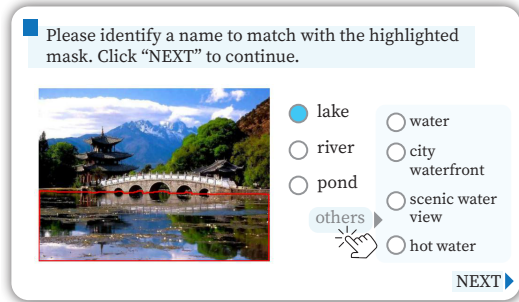 Please identify a name to match with the highlighted
mask. Click “NEXT” to continue.
lake
river
pond
others
water
city
waterfront
scenic water
view
hot water
NEXT